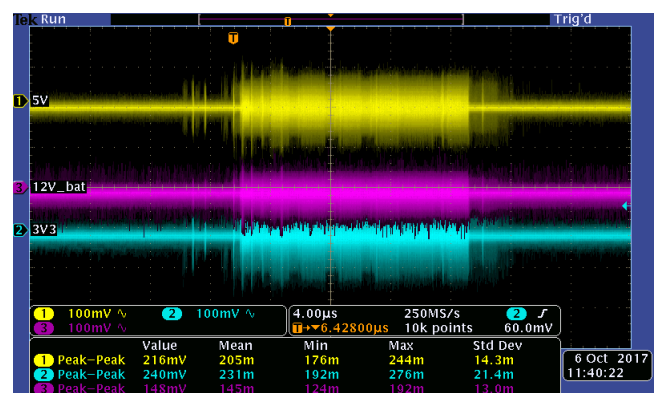 Tek Run Trig'd
T
T
1 5V
3 12V_bat
2 3V3
1 100mV ∿ 2 100mV ∿ 4.00µs 250MS/s 2 ∫
3 100mV ∿ T→▼6.42800µs 10k points 60.0mV
Value Mean Min Max Std Dev
1 Peak-Peak 216mV 205m 176m 244m 14.3m
2 Peak-Peak 240mV 231m 192m 276m 21.4m
3 Peak-Peak 148mV 145m 124m 192m 13.0m
6 Oct 2017
11:40:22